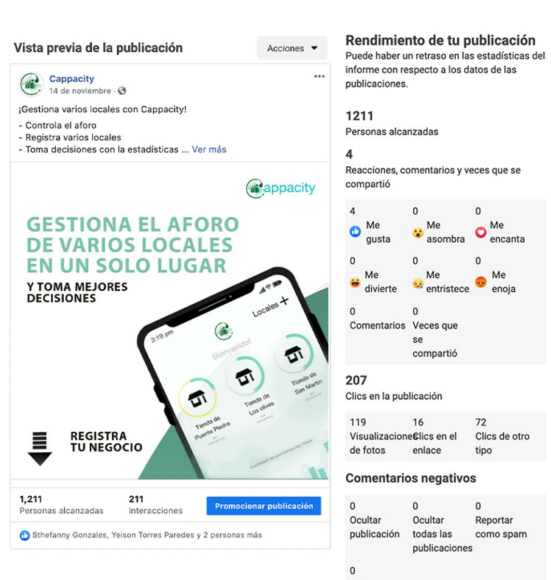 Vista previa de la publicación
Acciones
Cappacity
14 de noviembre ·
¡Gestiona varios locales con Cappacity!
- Controla el aforo
- Registra varios locales
- Toma decisiones con la estadísticas ... Ver más
appacity
GESTIONA EL AFORO
DE VARIOS LOCALES
EN UN SOLO LUGAR
Y TOMA MEJORES
DECISIONES
3:19 pm
Locales +
Bienvenido!
Tienda de
Puente Piedra
Tienda de
Los olivos
Tienda de
San Martin
REGISTRA
TU NEGOCIO
1,211
Personas alcanzadas
211
Interacciones
Promocionar publicación
Sthefanny Gonzales, Yeison Torres Paredes y 2 personas más
Rendimiento de tu publicación
Puede haber un retraso en las estadísticas del
informe con respecto a los datos de las
publicaciones.
1211
Personas alcanzadas
4
Reacciones, comentarios y veces que se
compartió
4
Me
gusta
0
Me
asombra
0
Me
encanta
0
Me
divierte
0
Me
entristece
0
Me
enoja
0
Comentarios
0
Veces que
se
compartió
207
Clics en la publicación
119
Visualizaciones
de fotos
16
Clics en el
enlace
72
Clics de otro
tipo
Comentarios negativos
0
Ocultar
publicación
0
Ocultar
todas las
publicaciones
0
Reportar
como spam
0